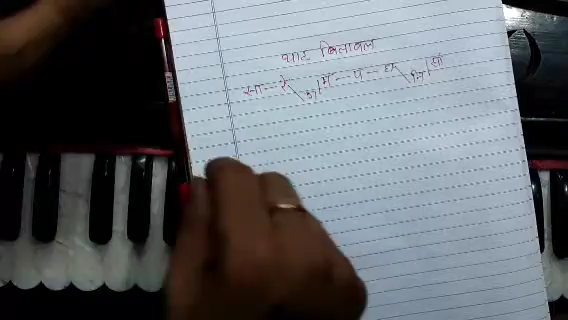 थाट बिलावल
सा - रे \ ग / म - प - ध \ नि / सां